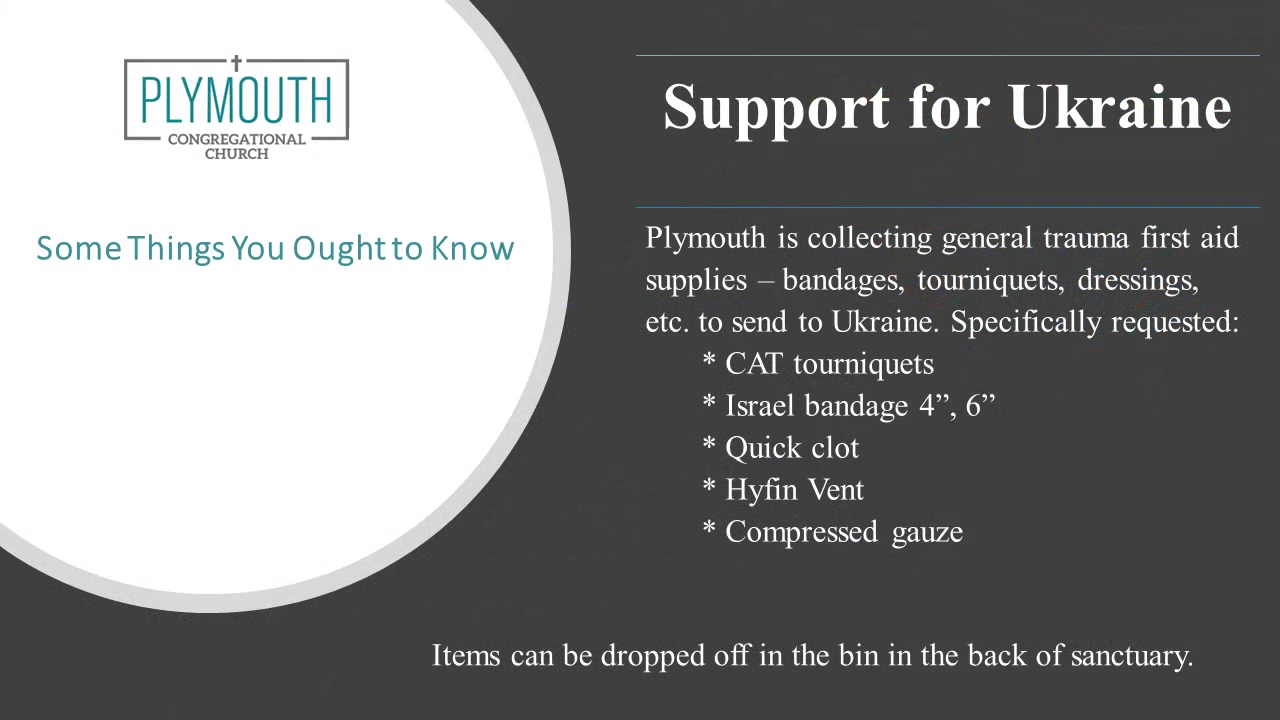 PLYMOUTH
CONGREGATIONAL
CHURCH
Some Things You Ought to Know
Support for Ukraine
Plymouth is collecting general trauma first aid
supplies – bandages, tourniquets, dressings,
etc. to send to Ukraine. Specifically requested:
* CAT tourniquets
* Israel bandage 4”, 6”
* Quick clot
* Hyfin Vent
* Compressed gauze
Items can be dropped off in the bin in the back of sanctuary.